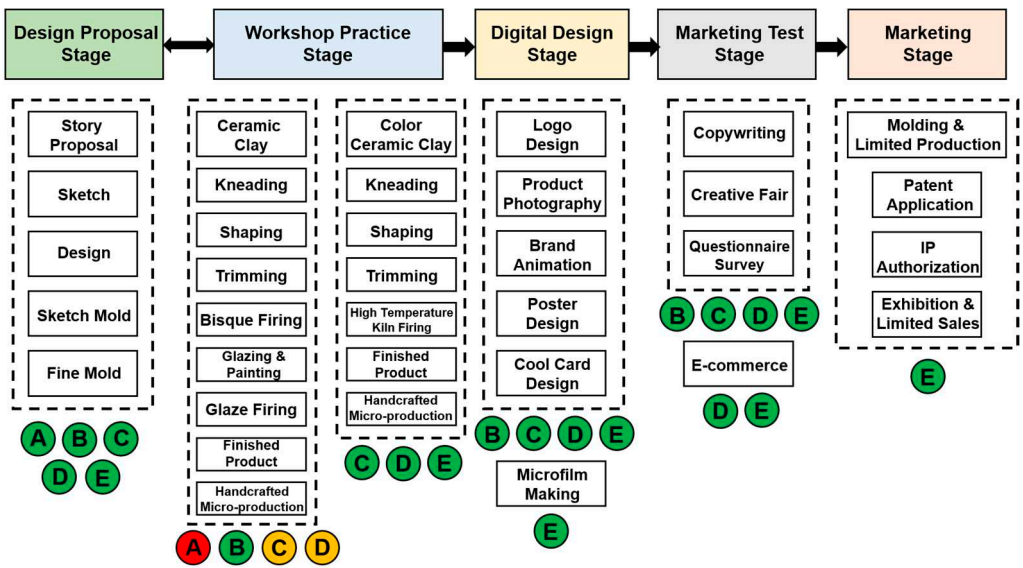 Design Proposal
Stage
Workshop Practice
Stage
Digital Design
Stage
Marketing Test
Stage
Marketing
Stage
Story
Proposal
Sketch
Design
Sketch Mold
Fine Mold
A B C
D E
Ceramic
Clay
Kneading
Shaping
Trimming
Bisque Firing
Glazing &
Painting
Glaze Firing
Finished
Product
Handcrafted
Micro-production
A B C D
Color
Ceramic Clay
Kneading
Shaping
Trimming
High Temperature
Kiln Firing
Finished
Product
Handcrafted
Micro-production
C D E
Logo
Design
Product
Photography
Brand
Animation
Poster
Design
Cool Card
Design
B C D E
Microfilm
Making
E
Copywriting
Creative Fair
Questionnaire
Survey
B C D E
E-commerce
D E
Molding &
Limited Production
Patent
Application
IP
Authorization
Exhibition &
Limited Sales
E